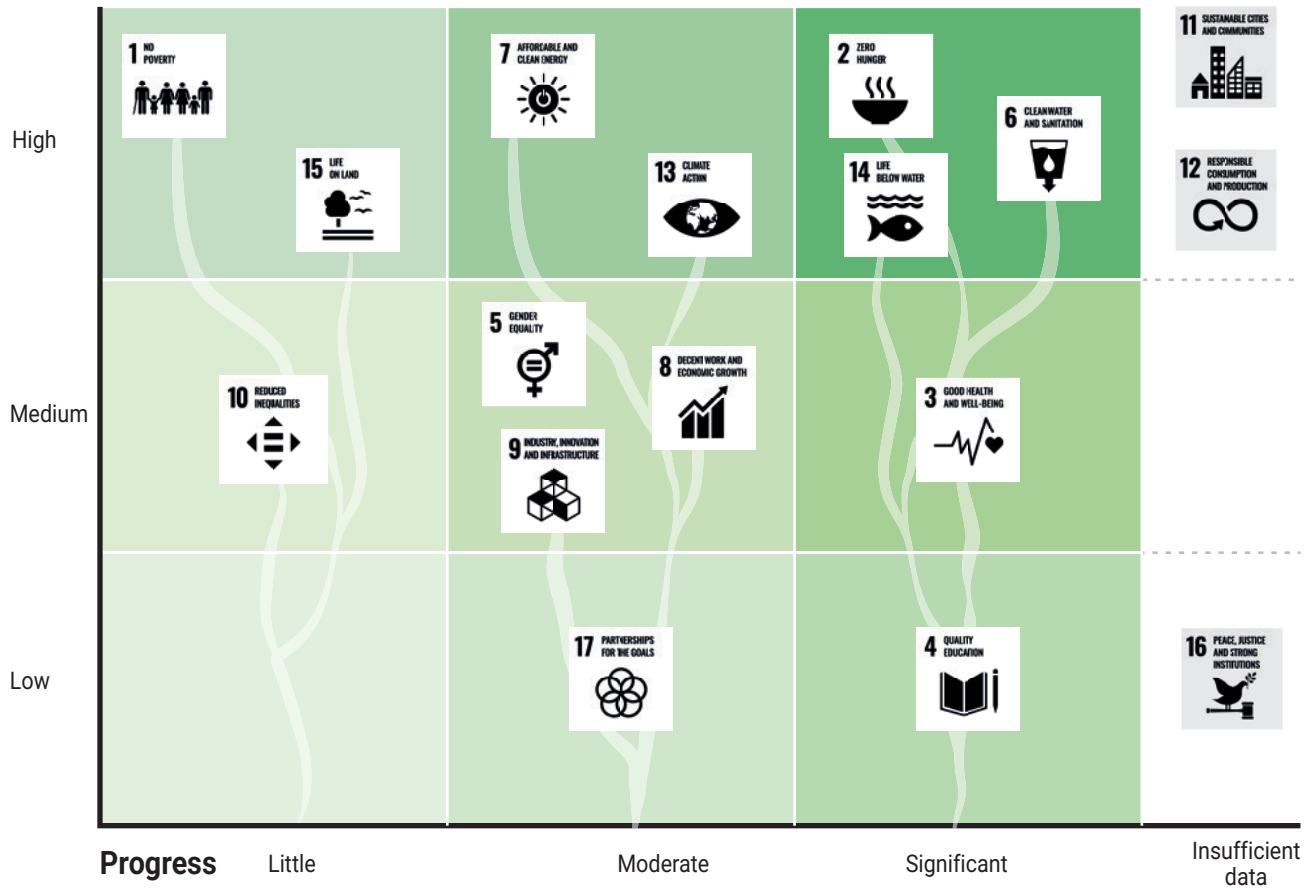 1 NO
POVERTY
7 AFFORDABLE AND
CLEAN ENERGY
2 ZERO
HUNGER
11 SUSTAINABLE CITIES
AND COMMUNITIES
6 CLEAN WATER
AND SANITATION
High
15 LIFE
ON LAND
13 CLIMATE
ACTION
14 LIFE
BELOW WATER
12 RESPONSIBLE
CONSUMPTION
AND PRODUCTION
5 GENDER
EQUALITY
8 DECENT WORK AND
ECONOMIC GROWTH
10 REDUCED
INEQUALITIES
3 GOOD HEALTH
AND WELL-BEING
Medium
9 INDUSTRY, INNOVATION
AND INFRASTRUCTURE
17 PARTNERSHIPS
FOR THE GOALS
4 QUALITY
EDUCATION
16 PEACE, JUSTICE
AND STRONG
INSTITUTIONS
Low
Progress
Little
Moderate
Significant
Insufficient
data